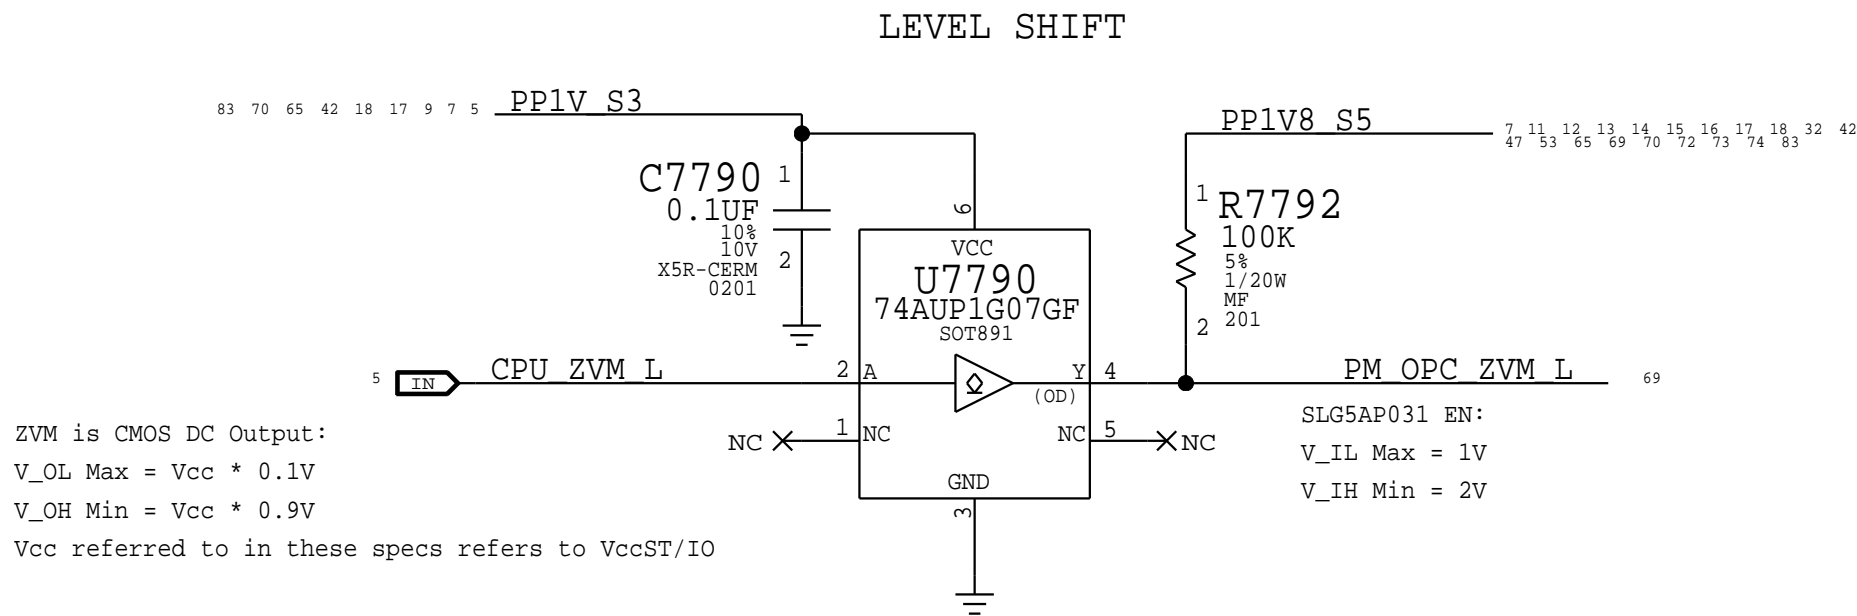 LEVEL SHIFT
83 70 65 42 18 17 9 7 5
PP1V_S3
PP1V8_S5
7 11 12 13 14 15 16 17 18 32 42
47 53 65 69 70 72 73 74 83
C7790
1
0.1UF
10%
10V
X5R-CERM
0201
2
6
VCC
U7790
74AUP1G07GF
SOT891
1
R7792
100K
5%
1/20W
MF
201
2
5
IN
CPU_ZVM_L
2
A
Y
4
(OD)
PM_OPC_ZVM_L
69
NC
1
NC
NC
5
NC
GND
3
ZVM is CMOS DC Output:
V_OL Max = Vcc * 0.1V
V_OH Min = Vcc * 0.9V
Vcc referred to in these specs refers to VccST/IO
SLG5AP031 EN:
V_IL Max = 1V
V_IH Min = 2V